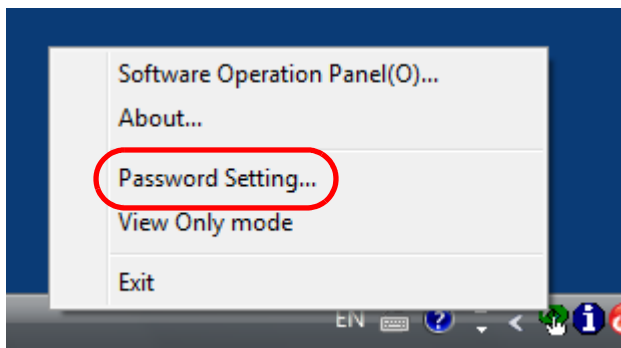 Software Operation Panel(O)...
About...
Password Setting...
View Only mode
Exit
EN